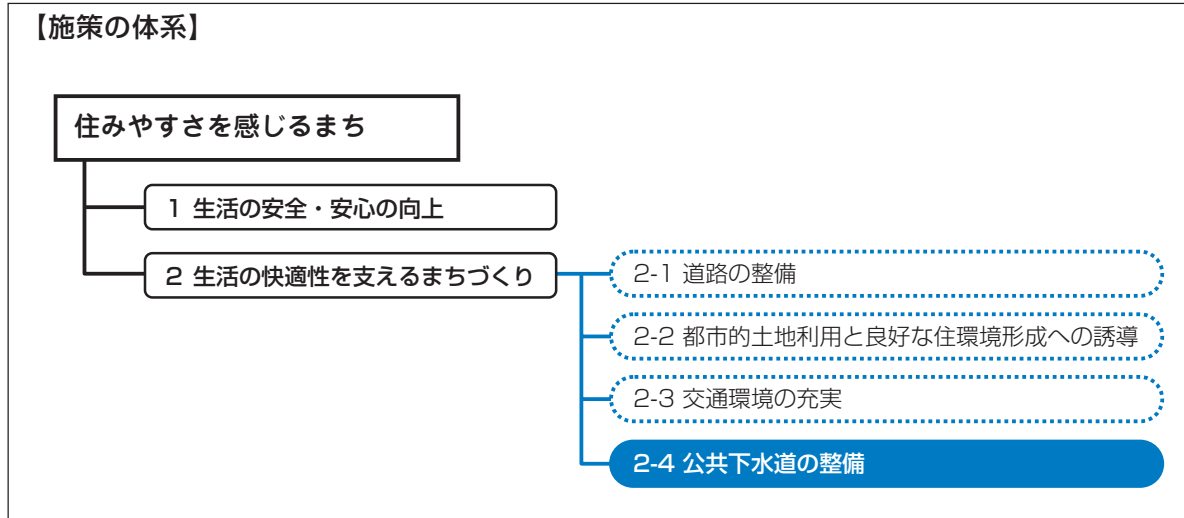 【施策の体系】
住みやすさを感じるまち
1 生活の安全・安心の向上
2 生活の快適性を支えるまちづくり
2-1 道路の整備
2-2 都市的土地利用と良好な住環境形成への誘導
2-3 交通環境の充実
2-4 公共下水道の整備